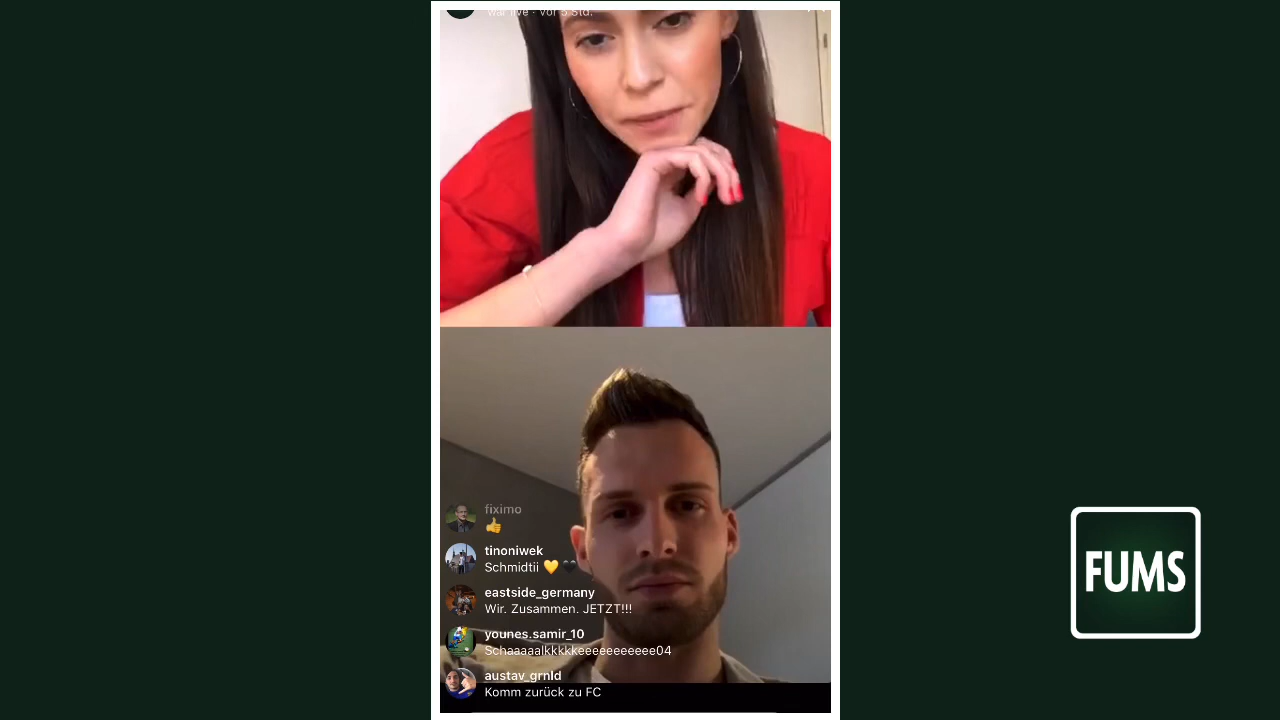 war live · Vor 5 Std.
fiximo
👍
tinoniwek
Schmidtii 💛🖤
eastside_germany
Wir. Zusammen. JETZT!!!
younes.samir_10
Schaaaaalkkkkkeeeeeeeeeee04
austav_grnld
Komm zurück zu FC
FUMS